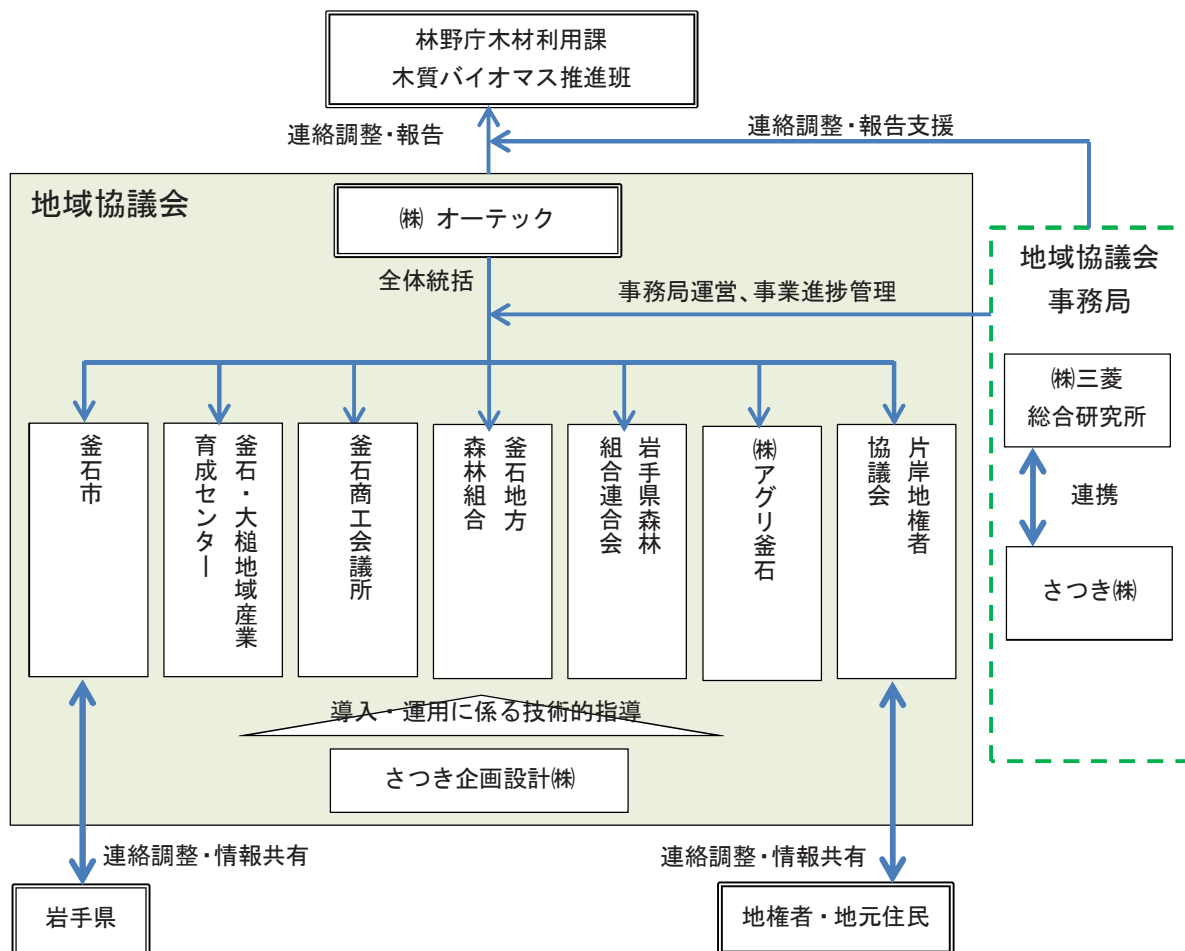 林野庁木材利用課
木質バイオマス推進班
連絡調整・報告
連絡調整・報告支援
地域協議会
㈱ オーテック
全体統括
事務局運営、事業進捗管理
地域協議会
事務局
㈱三菱
総合研究所
連携
さつき㈱
釜石市
釜石・大槌地域産業
育成センター
釜石商工会議所
釜石地方
森林組合
岩手県森林
組合連合会
㈱アグリ釜石
片岸地権者
協議会
導入・運用に係る技術的指導
さつき企画設計㈱
連絡調整・情報共有
連絡調整・情報共有
岩手県
地権者・地元住民